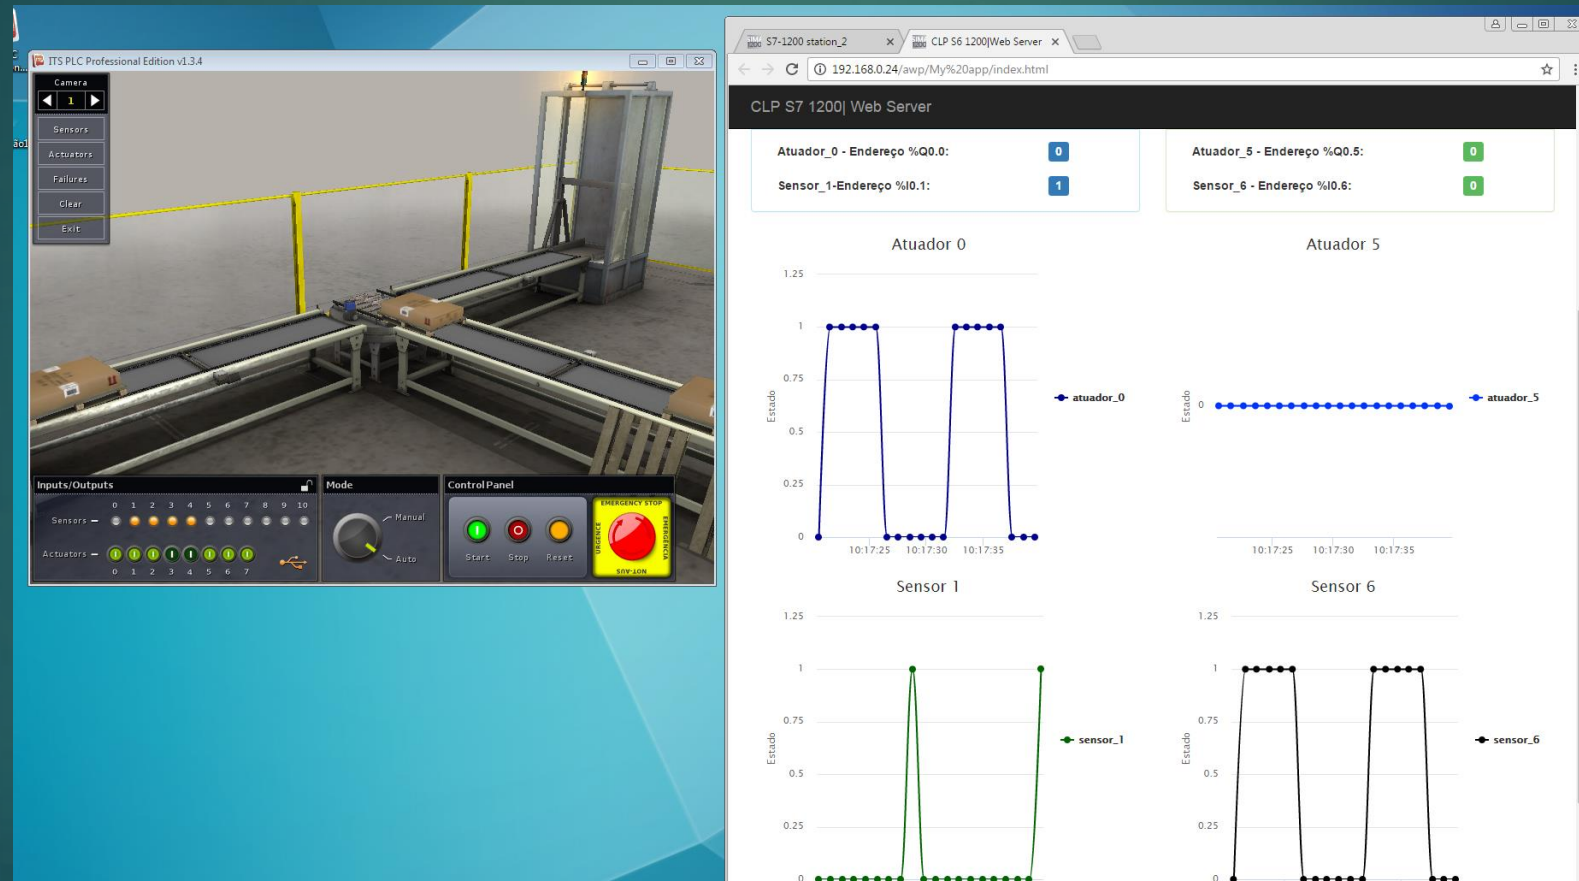 ITS PLC Professional Edition v1.3.4
Camera
1
Sensors
Actuators
Failures
Clear
Exit
Inputs/Outputs
0 1 2 3 4 5 6 7 8 9 10
Sensors
Actuators
0 1 2 3 4 5 6 7
Mode
Manual
Auto
Control Panel
Start
Stop
Reset
EMERGENCY STOP
URGENCE
EMERGÊNCIA
NOT-AUS
S7-1200 station_2
CLP S6 1200|Web Server
192.168.0.24/awp/My%20app/index.html
CLP S7 1200| Web Server
Atuador_0 - Endereço %Q0.0: 0
Sensor_1-Endereço %I0.1: 1
Atuador_5 - Endereço %Q0.5: 0
Sensor_6 - Endereço %I0.6: 0
Atuador 0
1.25
1
0.75
0.5
0.25
0
Estado
10:17:25 10:17:30 10:17:35
atuador_0
Atuador 5
Estado
0
10:17:25 10:17:30 10:17:35
atuador_5
Sensor 1
1.25
1
0.75
0.5
0.25
0
Estado
sensor_1
Sensor 6
1.25
1
0.75
0.5
0.25
0
Estado
sensor_6